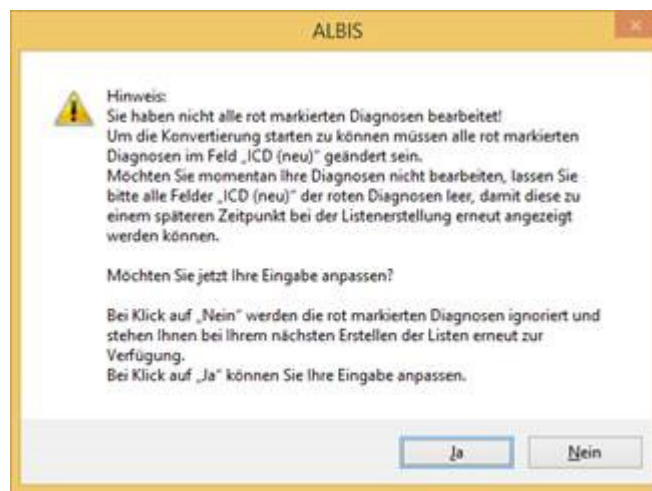 ALBIS
Hinweis:
Sie haben nicht alle rot markierten Diagnosen bearbeitet!
Um die Konvertierung starten zu können müssen alle rot markierten
Diagnosen im Feld „ICD (neu)" geändert sein.
Möchten Sie momentan Ihre Diagnosen nicht bearbeiten, lassen Sie
bitte alle Felder „ICD (neu)" der roten Diagnosen leer, damit diese zu
einem späteren Zeitpunkt bei der Listenerstellung erneut angezeigt
werden können.
Möchten Sie jetzt Ihre Eingabe anpassen?
Bei Klick auf „Nein" werden die rot markierten Diagnosen ignoriert und
stehen Ihnen bei Ihrem nächsten Erstellen der Listen erneut zur
Verfügung.
Bei Klick auf „Ja" können Sie Ihre Eingabe anpassen.
Ja
Nein